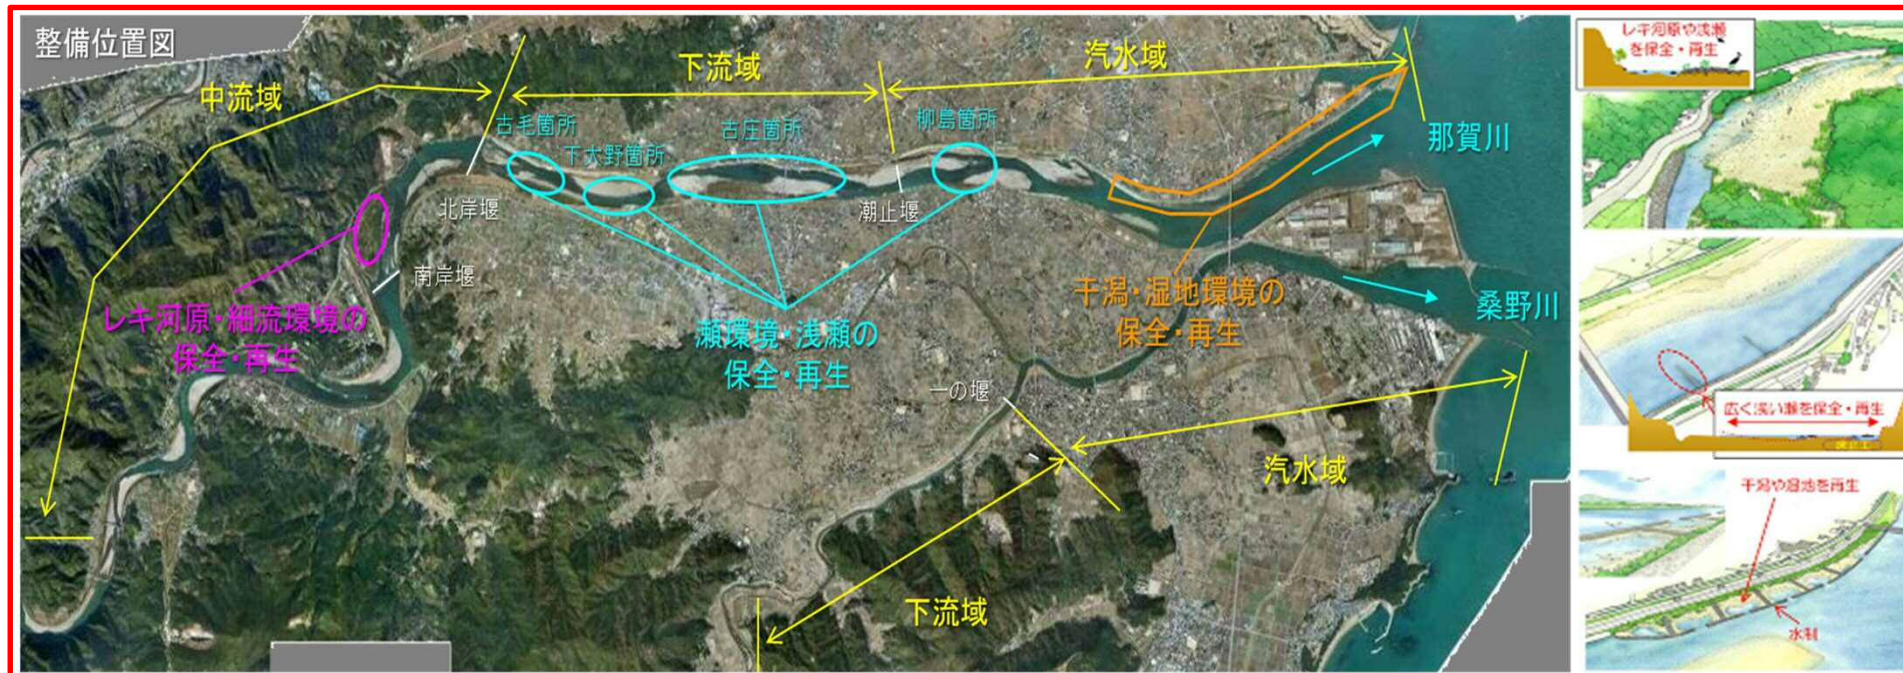 整備位置図
中流域
下流域
汽水域
古毛箇所
下大野箇所
古庄箇所
柳島箇所
那賀川
北岸堰
潮止堰
南岸堰
レキ河原・細流環境の
保全・再生
瀬環境・浅瀬の
保全・再生
干潟・湿地環境の
保全・再生
桑野川
一の堰
汽水域
下流域
レキ河原や浅瀬
を保全・再生
広く浅い瀬を保全・再生
干潟や湿地を再生
水制